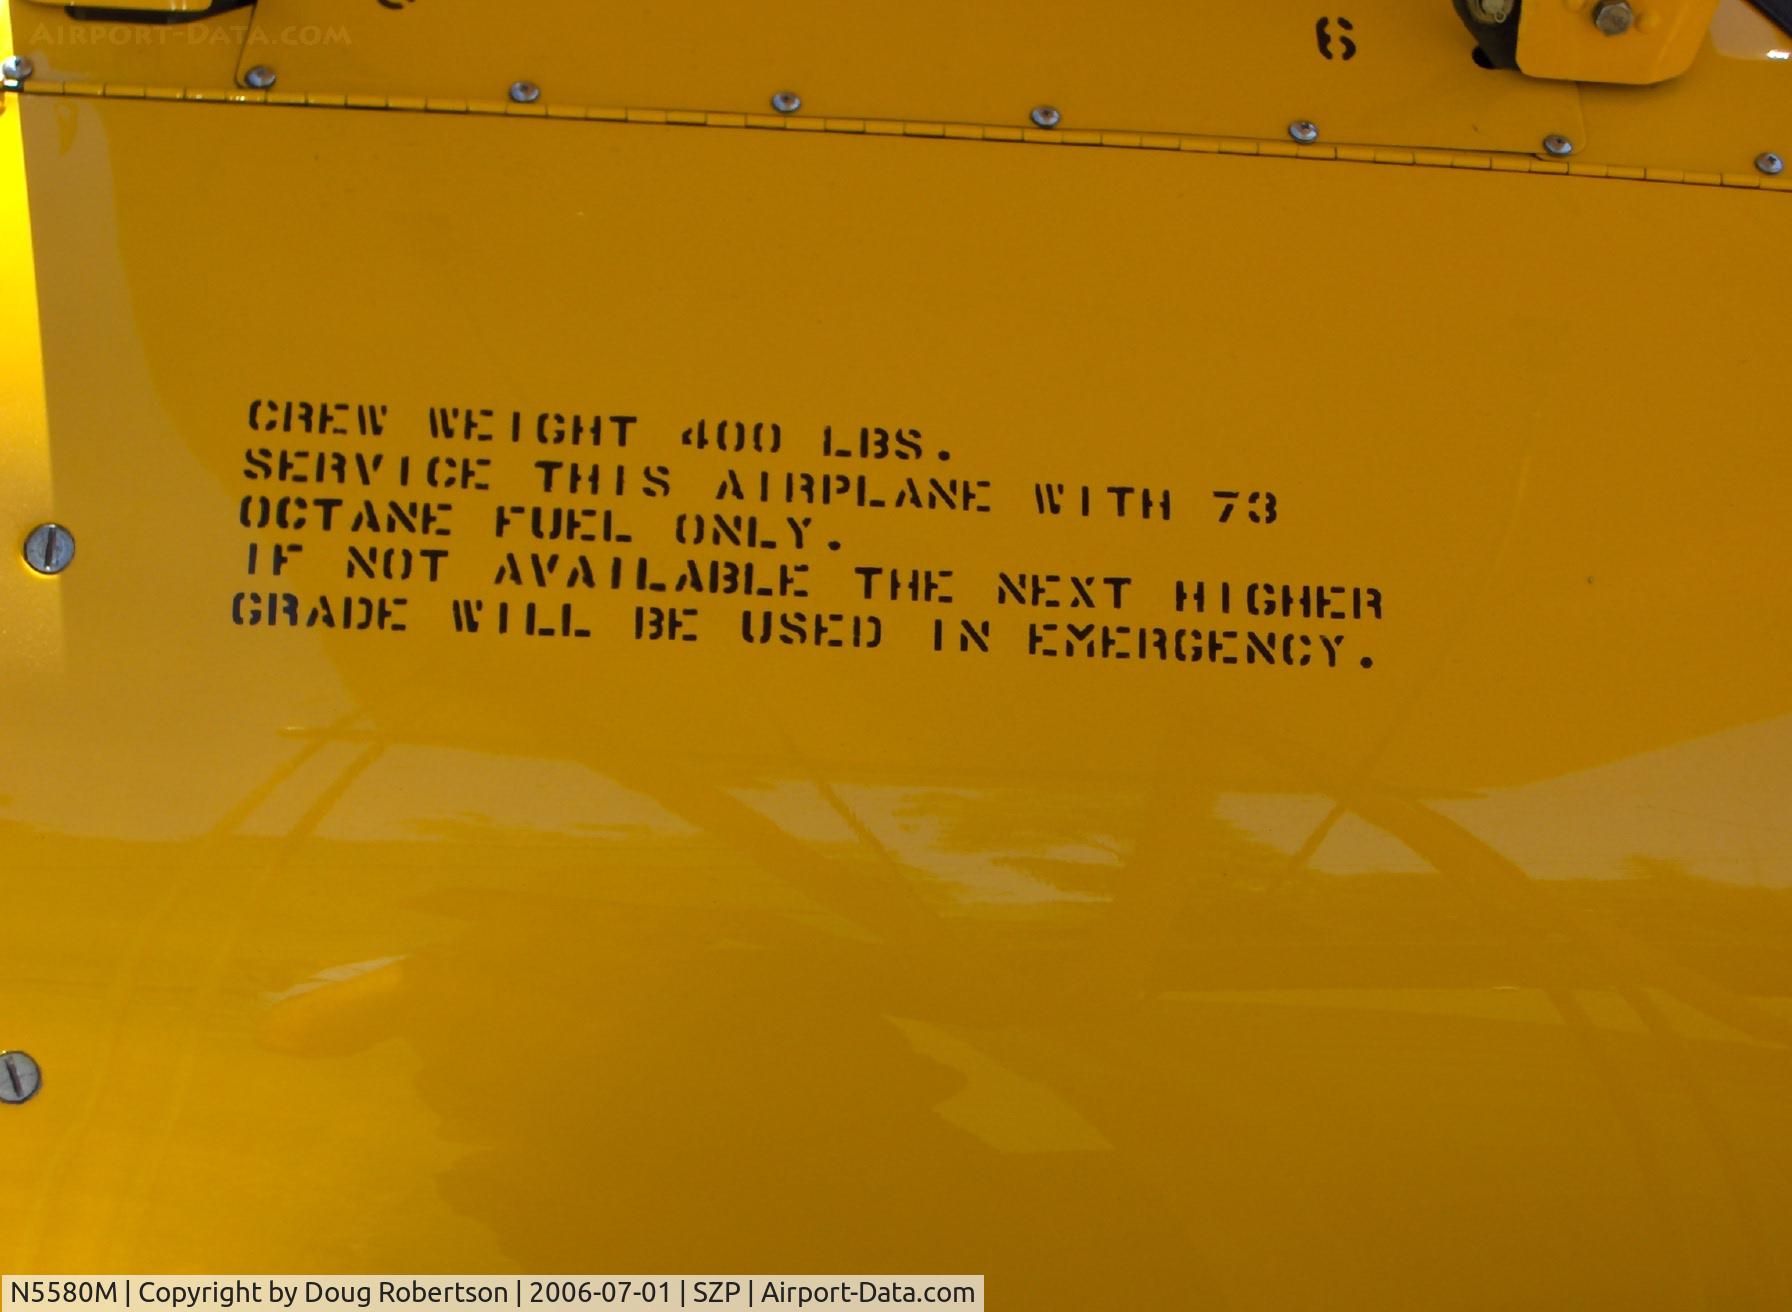 AIRPORT-DATA.COM
6
CREW WEIGHT 400 LBS.
SERVICE THIS AIRPLANE WITH 73
OCTANE FUEL ONLY.
IF NOT AVAILABLE THE NEXT HIGHER
GRADE WILL BE USED IN EMERGENCY.
N5580M | Copyright by Doug Robertson | 2006-07-01 | SZP | Airport-Data.com